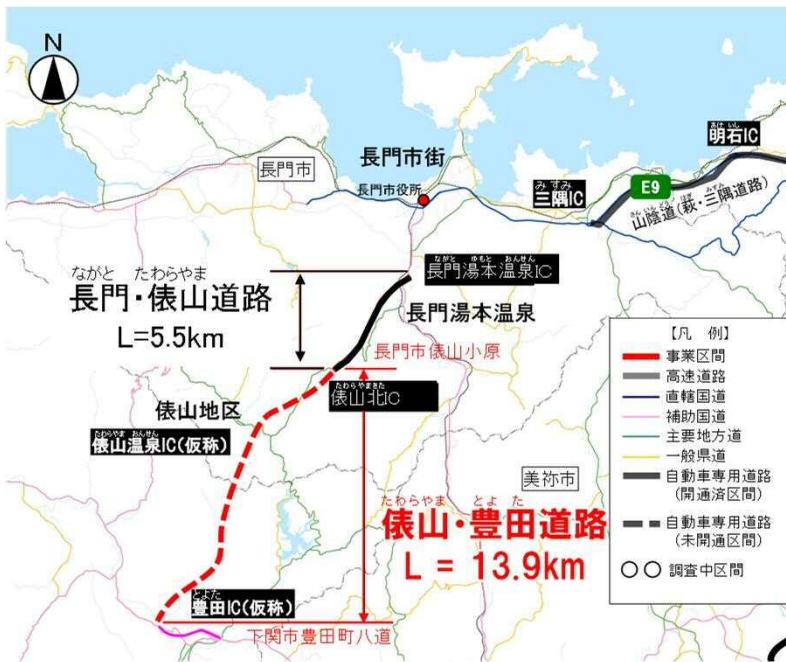 N
あけ いし
明石IC
長門市街
長門市
長門市役所
み すみ
三隅IC
E9
さん いん どう はぎ みすみ
山陰道(萩・三隅道路)
ながと ゆもと おんせん
長門湯本温泉IC
ながと たわらやま
長門・俵山道路
L=5.5km
長門湯本温泉
長門市俵山小原
たわらやまきた
俵山北IC
俵山地区
たわらやま おんせん
俵山温泉IC(仮称)
美祢市
たわらやま とよ た
俵山・豊田道路
L = 13.9km
とよた
豊田IC(仮称)
下関市豊田町八道
【凡 例】
事業区間
高速道路
直轄国道
補助国道
主要地方道
一般県道
自動車専用道路
(開通済区間)
自動車専用道路
(未開通区間)
調査中区間